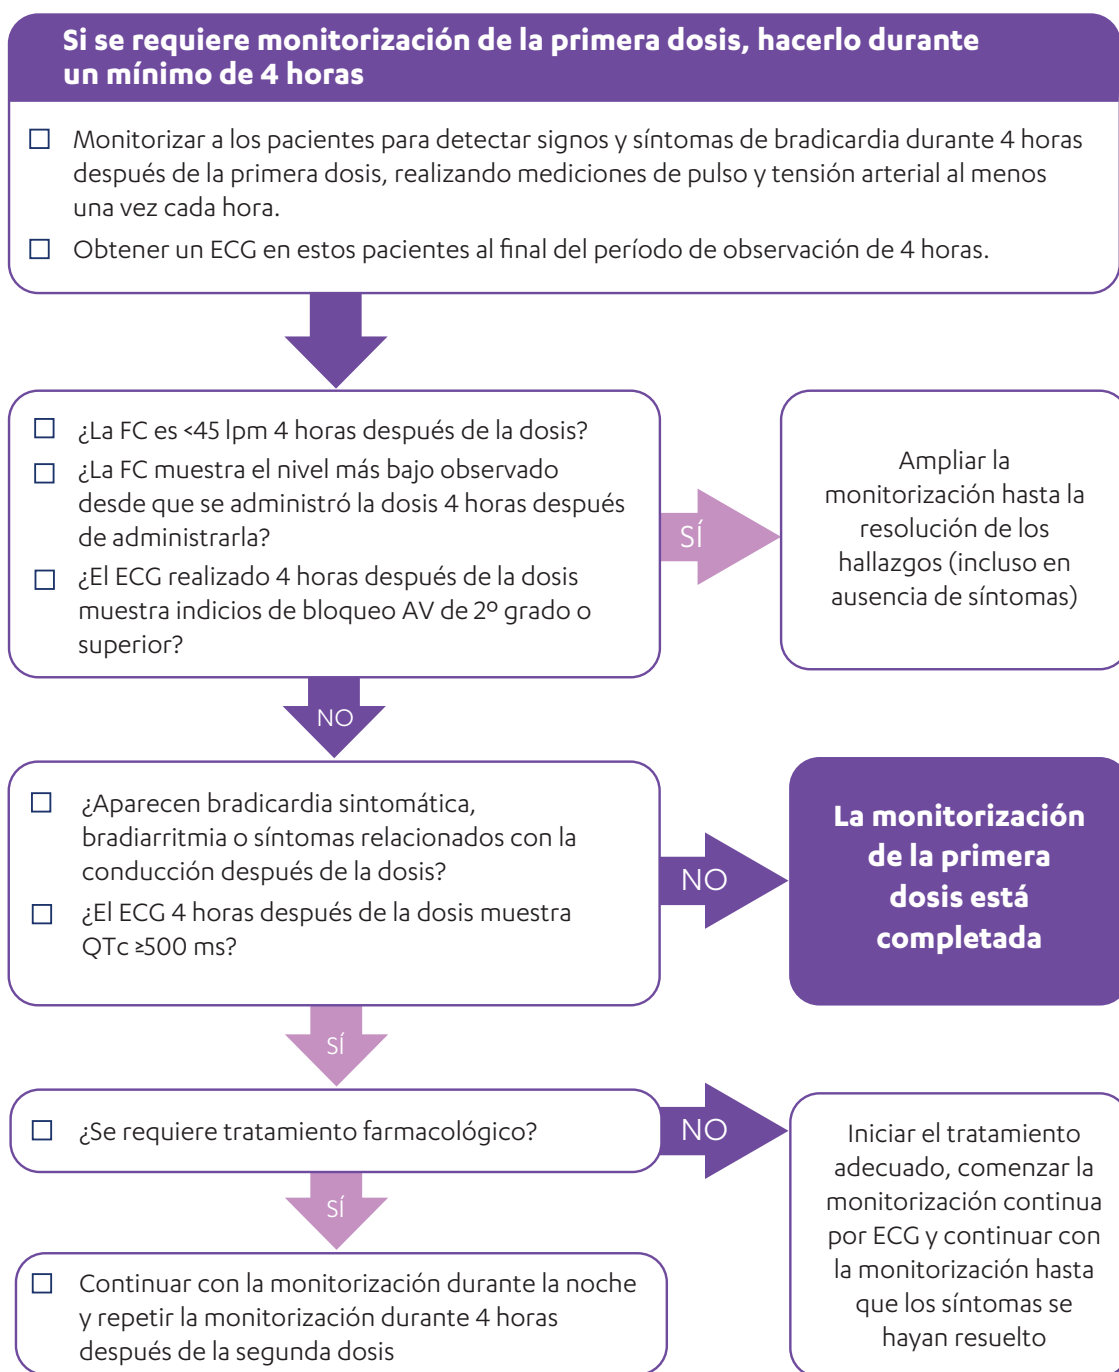 Si se requiere monitorización de la primera dosis, hacerlo durante
un mínimo de 4 horas
Monitorizar a los pacientes para detectar signos y síntomas de bradicardia durante 4 horas
después de la primera dosis, realizando mediciones de pulso y tensión arterial al menos
una vez cada hora.
Obtener un ECG en estos pacientes al final del período de observación de 4 horas.
¿La FC es <45 lpm 4 horas después de la dosis?
¿La FC muestra el nivel más bajo observado
desde que se administró la dosis 4 horas después
de administrarla?
¿El ECG realizado 4 horas después de la dosis
muestra indicios de bloqueo AV de 2º grado o
superior?
SÍ
Ampliar la
monitorización hasta la
resolución de los
hallazgos (incluso en
ausencia de síntomas)
NO
¿Aparecen bradicardia sintomática,
bradiarritmia o síntomas relacionados con la
conducción después de la dosis?
¿El ECG 4 horas después de la dosis muestra
QTc ≥500 ms?
NO
La monitorización
de la primera
dosis está
completada
SÍ
¿Se requiere tratamiento farmacológico?
NO
Iniciar el tratamiento
adecuado, comenzar la
monitorización continua
por ECG y continuar con
la monitorización hasta
que los síntomas se
hayan resuelto
SÍ
Continuar con la monitorización durante la noche
y repetir la monitorización durante 4 horas
después de la segunda dosis